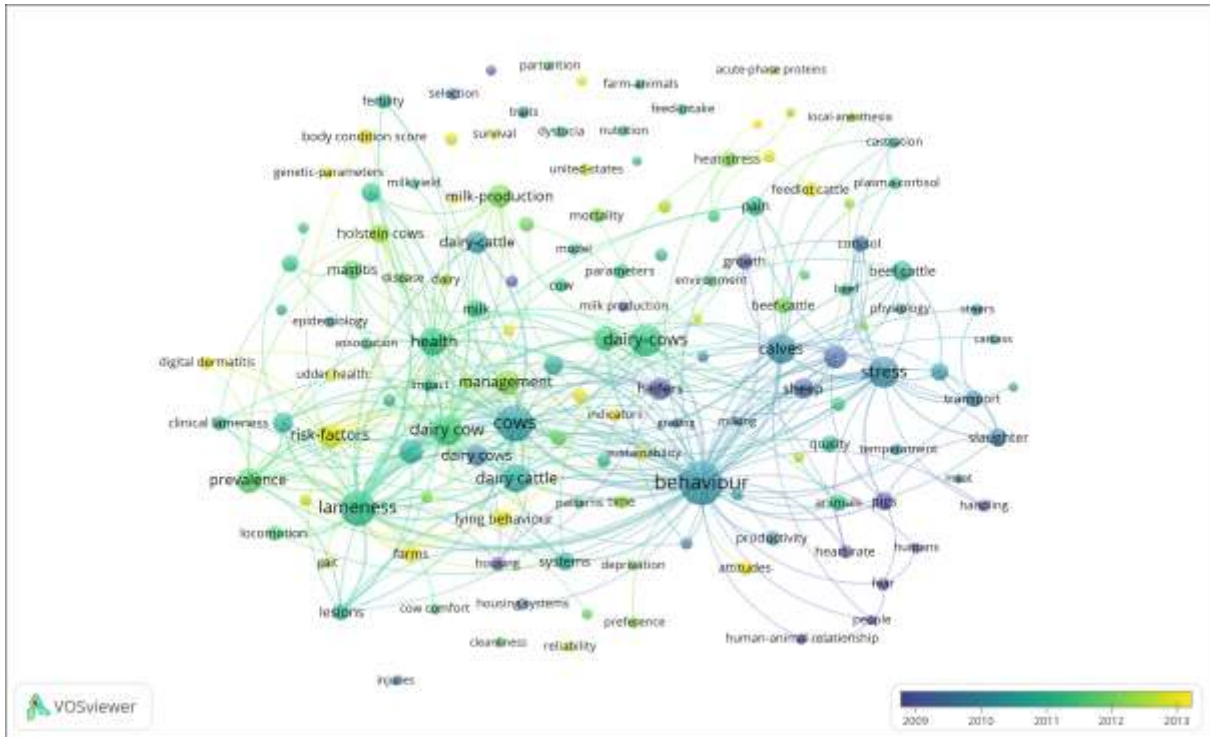 parturition
acute-phase proteins
farm-animals
selection
fertility
traits
feed-intake
local-anesthesia
body condition score
survival
dystocia
nutrition
castration
heat stress
genetic-parameters
milk yield
united-states
feedlot cattle
plasma-cortisol
milk-production
pain
mortality
holstein cows
dairy-cattle
cortisol
model
growth
mastitis
disease
dairy
parameters
beef cattle
cow
environment
beef
milk
milk production
beef-cattle
physiology
steers
epidemiology
health
dairy-cows
calves
carcass
association
digital dermatitis
udder health
impact
management
heifers
sheep
stress
transport
indicators
clinical lameness
cows
grazing
milking
risk-factors
dairy cow
slaughter
quality
temperament
dairy cows
sustainability
prevalence
dairy cattle
behaviour
meat
lameness
patterns time
animals
pigs
handling
lying behaviour
locomotion
productivity
heart-rate
humans
gait
farms
housing
systems
deprivation
attitudes
fear
lesions
cow comfort
housing systems
preference
people
cleanliness
reliability
human-animal relationship
injuries
VOSviewer
2009 2010 2011 2012 2013